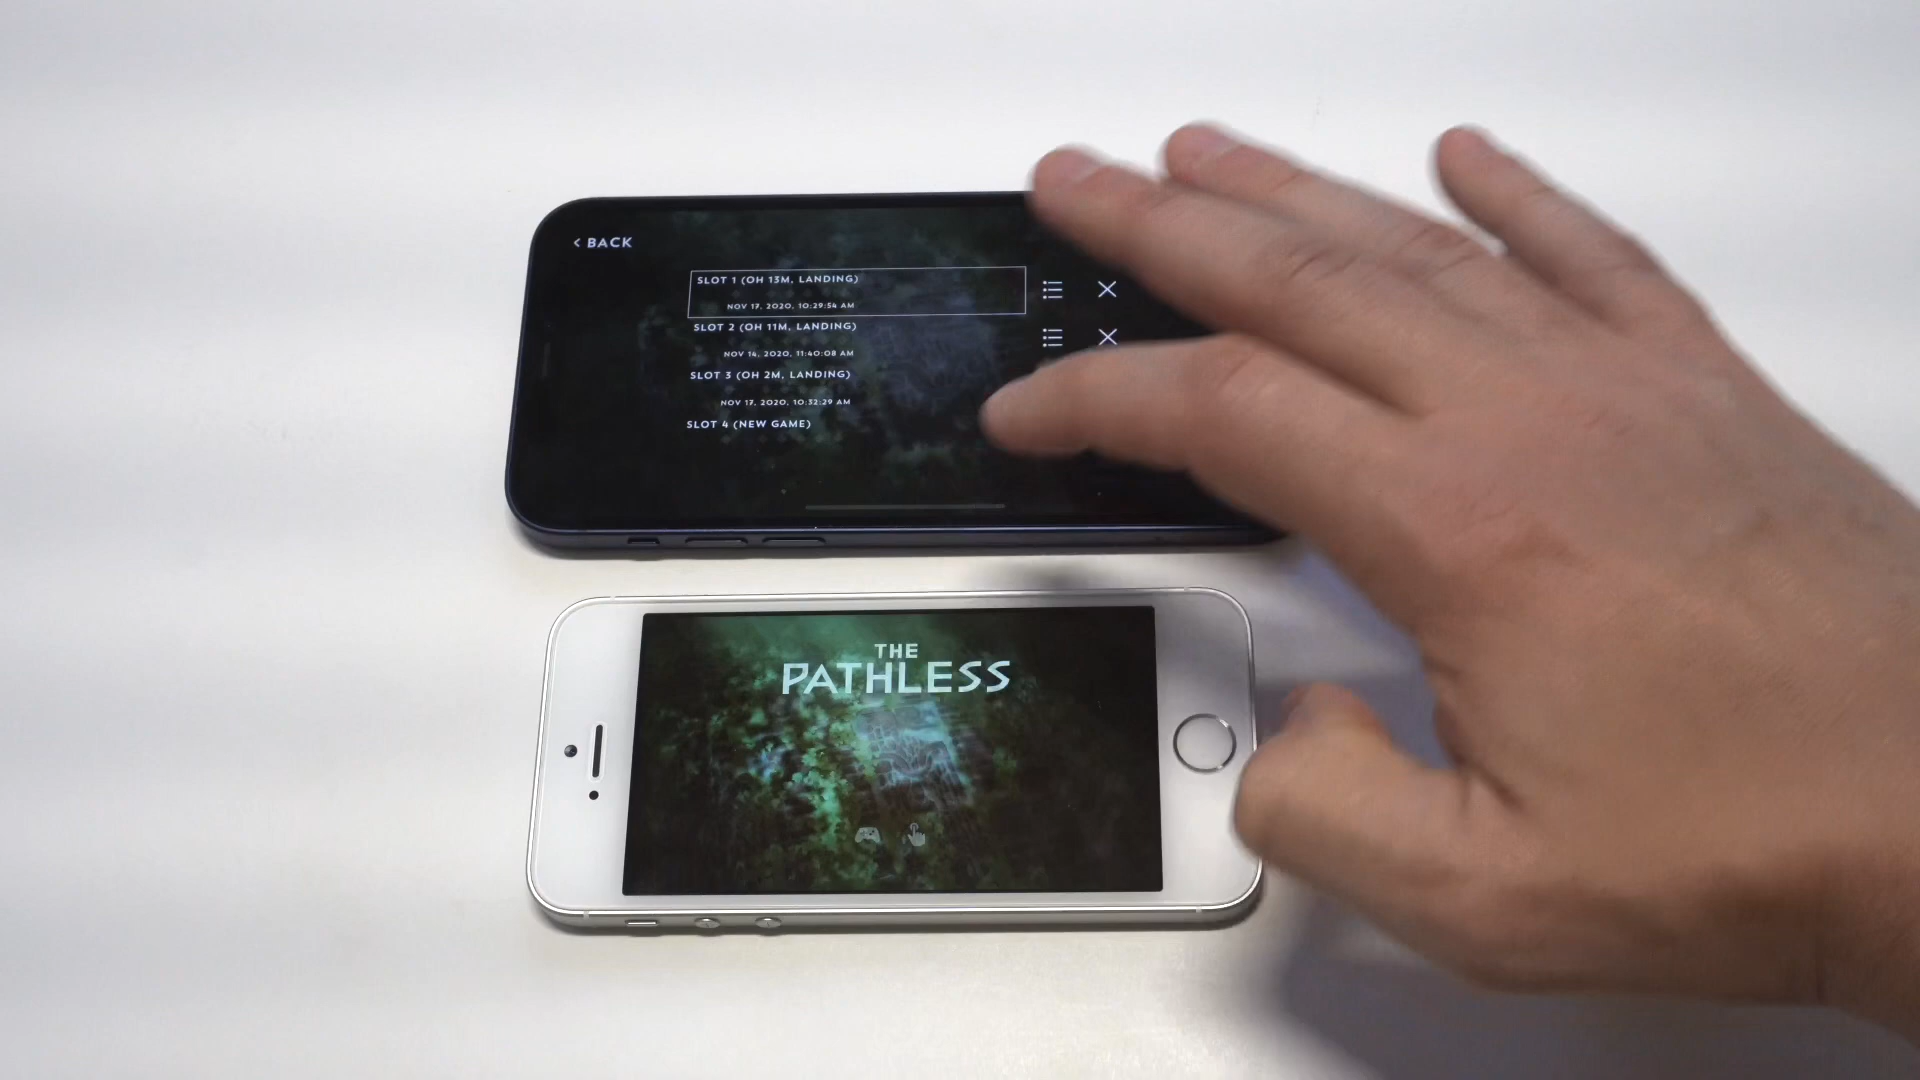 < BACK
SLOT 1 (0H 13M, LANDING)
NOV 17, 2020, 10:29:54 AM
SLOT 2 (0H 11M, LANDING)
NOV 14, 2020, 11:40:08 AM
SLOT 3 (0H 2M, LANDING)
NOV 17, 2020, 10:32:29 AM
SLOT 4 (NEW GAME)
THE
PATHLESS